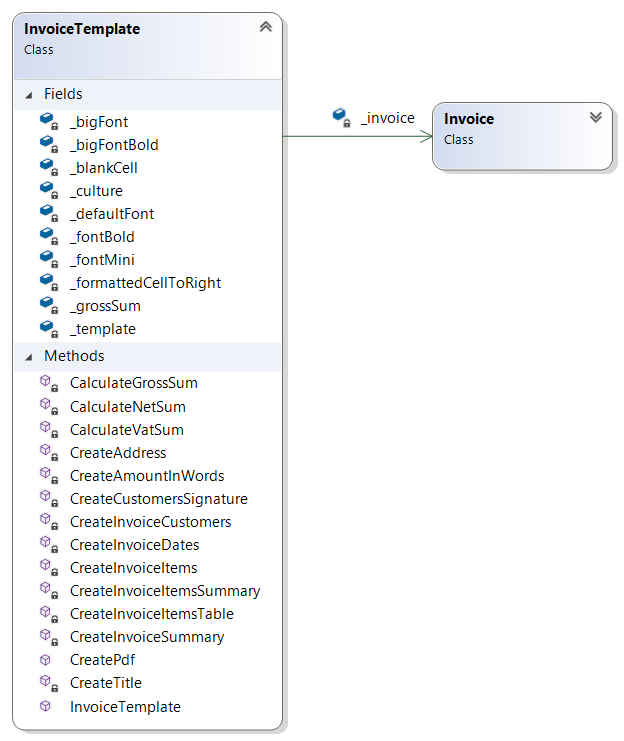 InvoiceTemplate
Class
Fields
_bigFont
_bigFontBold
_blankCell
_culture
_defaultFont
_fontBold
_fontMini
_formattedCellToRight
_grossSum
_template
Methods
CalculateGrossSum
CalculateNetSum
CalculateVatSum
CreateAddress
CreateAmountInWords
CreateCustomersSignature
CreateInvoiceCustomers
CreateInvoiceDates
CreateInvoiceItems
CreateInvoiceItemsSummary
CreateInvoiceItemsTable
CreateInvoiceSummary
CreatePdf
CreateTitle
InvoiceTemplate
_invoice
Invoice
Class